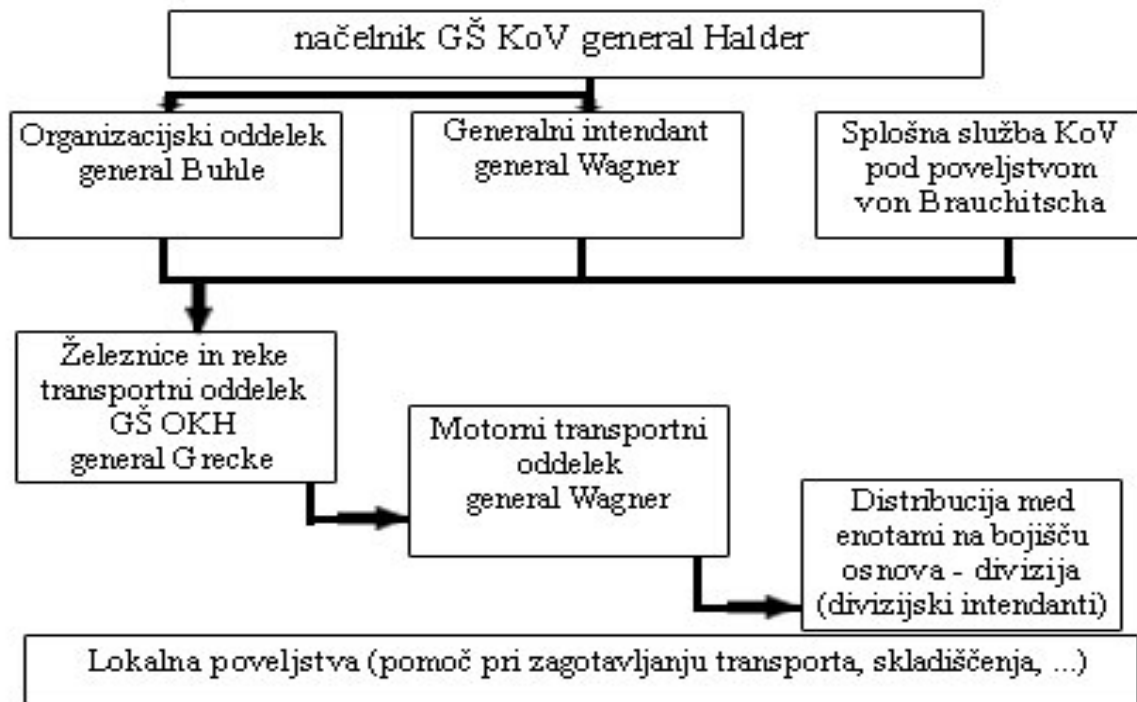 načelnik GŠ KoV general Halder
Organizacijski oddelek
general Buhle
Generalni intendant
general Wagner
Splošna služba KoV
pod poveljstvom
von Brauchitscha
Železnice in reke
transportni oddelek
GŠ OKH
general Grecke
Motorni transportni
oddelek
general Wagner
Distribucija med
enotami na bojišču
osnova - divizija
(divizijski intendanti)
Lokalna poveljstva (pomoč pri zagotavljanju transporta, skladiščenja, ...)